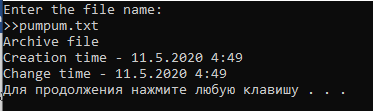 Enter the file name:
>>pumpum.txt
Archive file
Creation time - 11.5.2020 4:49
Change time - 11.5.2020 4:49
Для продолжения нажмите любую клавишу . . .